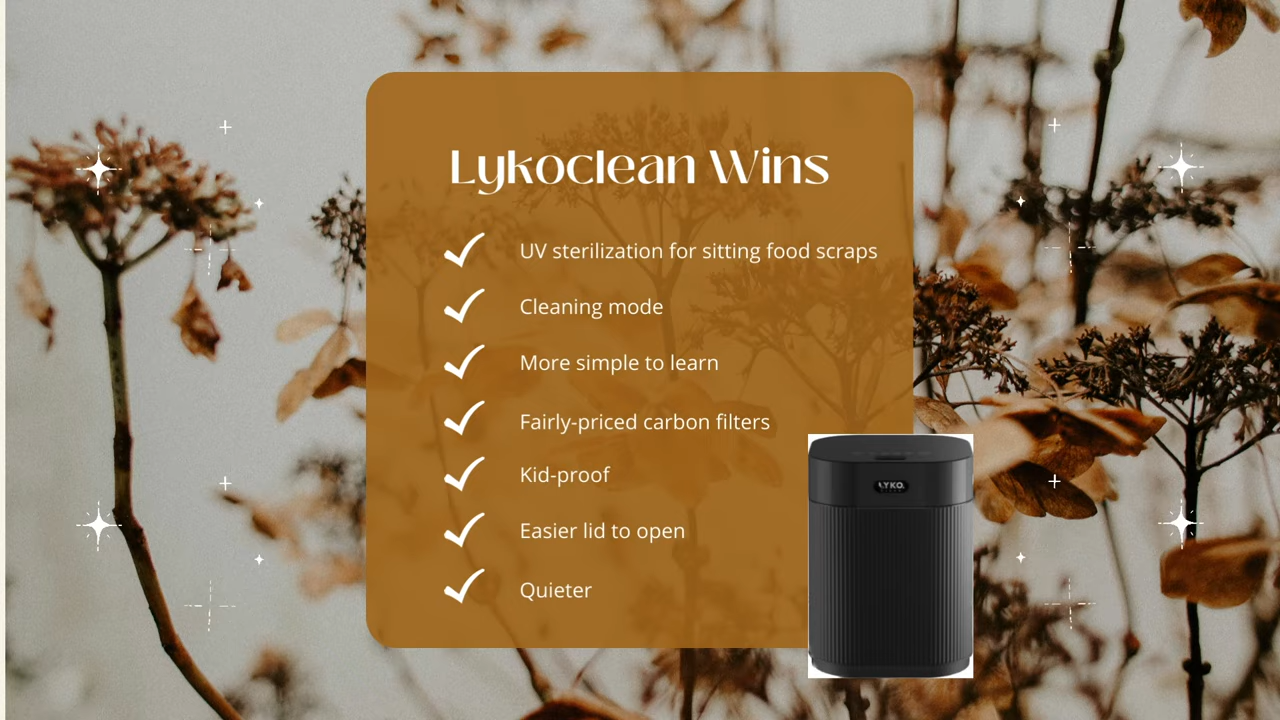 Lykoclean Wins
UV sterilization for sitting food scraps
Cleaning mode
More simple to learn
Fairly-priced carbon filters
Kid-proof
Easier lid to open
Quieter
LYKO